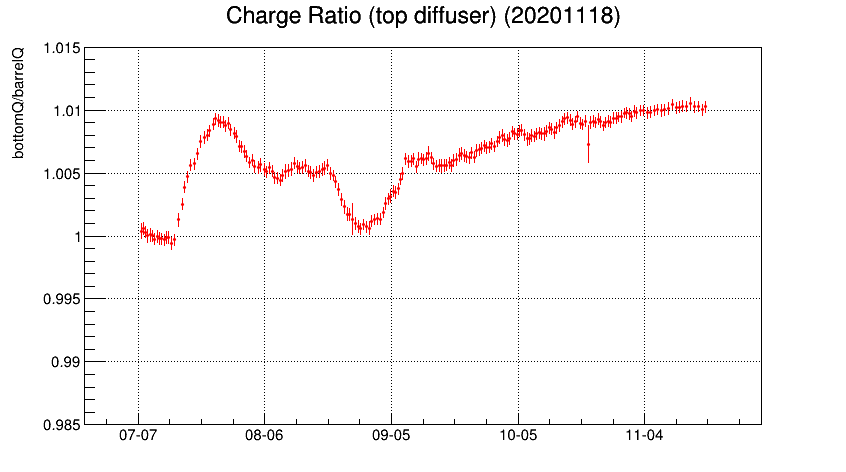 Charge Ratio (top diffuser) (20201118)
bottomQ/barrelQ
1.015
1.01
1.005
1
0.995
0.99
0.985
07-07 08-06 09-05 10-05 11-04